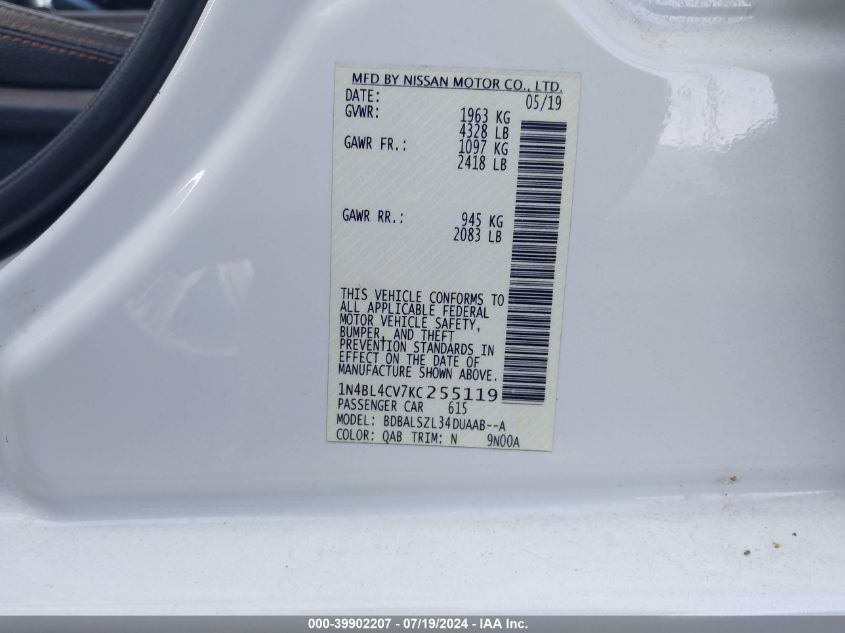 MFD BY NISSAN MOTOR CO., LTD.
DATE: 05/19
GVWR: 1963 KG
4328 LB
GAWR FR.: 1097 KG
2418 LB
GAWR RR.: 945 KG
2083 LB
THIS VEHICLE CONFORMS TO
ALL APPLICABLE FEDERAL
MOTOR VEHICLE SAFETY,
BUMPER, AND THEFT
PREVENTION STANDARDS IN
EFFECT ON THE DATE OF
MANUFACTURE SHOWN ABOVE.
1N4BL4CV7KC255119
PASSENGER CAR 615
MODEL: BDBALSZL34DUAAB--A
COLOR: QAB TRIM: N 9N00A
000-39902207 - 07/19/2024 - IAA Inc.